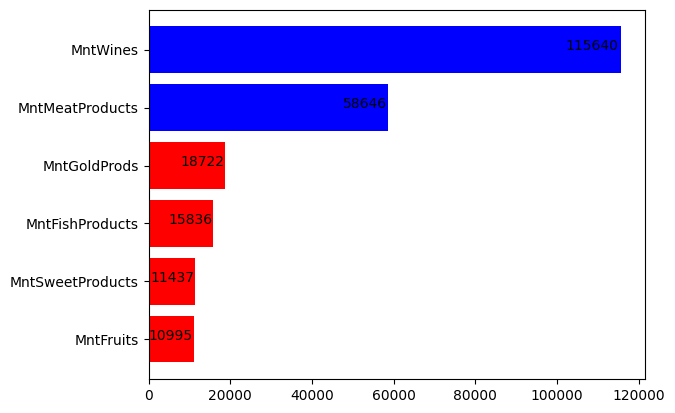 MntWines 115640
MntMeatProducts 58646
MntGoldProds 18722
MntFishProducts 15836
MntSweetProducts 11437
MntFruits 10995
0 20000 40000 60000 80000 100000 120000